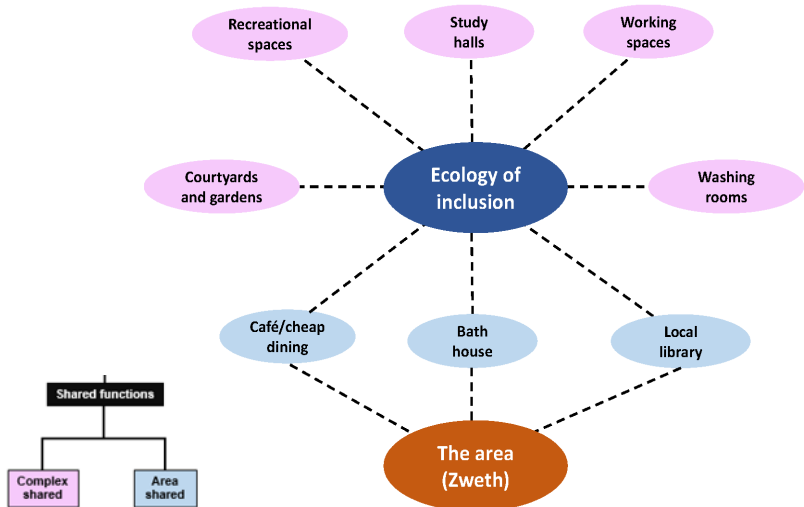 Recreational
spaces
Study
halls
Working
spaces
Courtyards
and gardens
Ecology of
inclusion
Washing
rooms
Café/cheap
dining
Bath
house
Local
library
Shared functions
Complex
shared
Area
shared
The area
(Zweth)